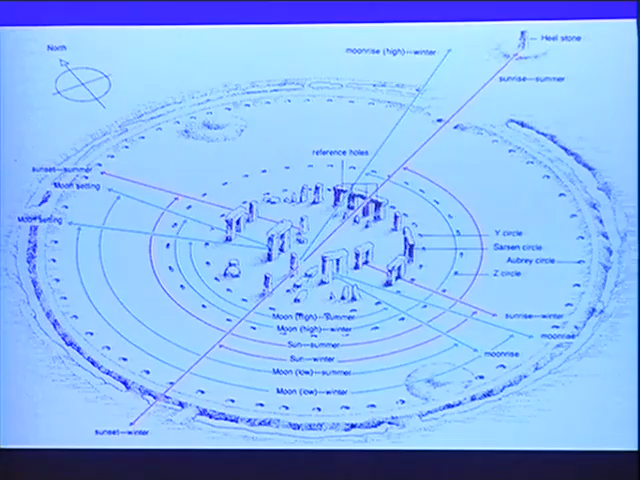 North
moonrise (high)—winter
Heel stone
sunrise—summer
reference holes
sunset—summer
Moon setting
Moon setting
Y circle
Sarsen circle
Aubrey circle
Z circle
sunrise—winter
moonrise
moonrise
Moon (high)—summer
Moon (high)—winter
Sun—summer
Sun—winter
Moon (low)—summer
Moon (low)—winter
sunset—winter